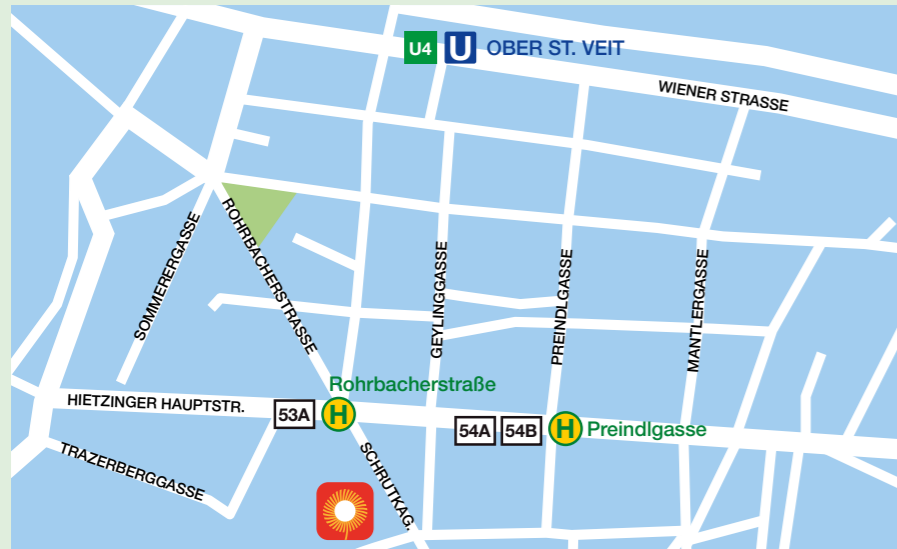 U4 U OBER ST. VEIT
WIENER STRASSE
ROHRBACHERSTRASSE
SOMMERERGASSE
GEYLINGGASSE
PREINDLGASSE
MANTLERGASSE
Rohrbacherstraße
HIETZINGER HAUPTSTR.
53A H
54A 54B H Preindlgasse
TRAZERBERGGASSE
SCHRUTKAG.